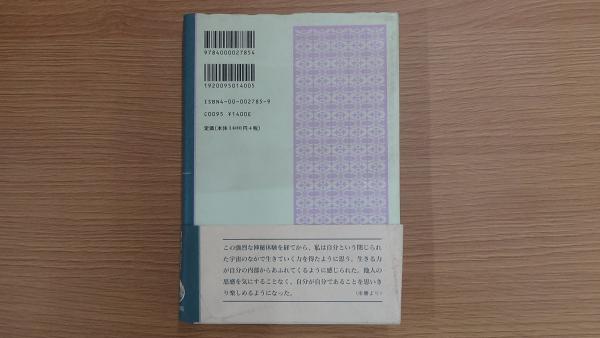 9784000027854
1920095014005
ISBN4-00-002785-9
C0095 ¥1400E
定価(本体1400円+税)
この強烈な神秘体験を経てから、私は自分という閉じられ
た宇宙のなかで生きていく力を得たように思う。生きる力
が自分の内部からあふれてくるように感じられた。他人の
思惑を気にすることなく、自分が自分であることを思いき
り楽しめるようになった。
(本書より)